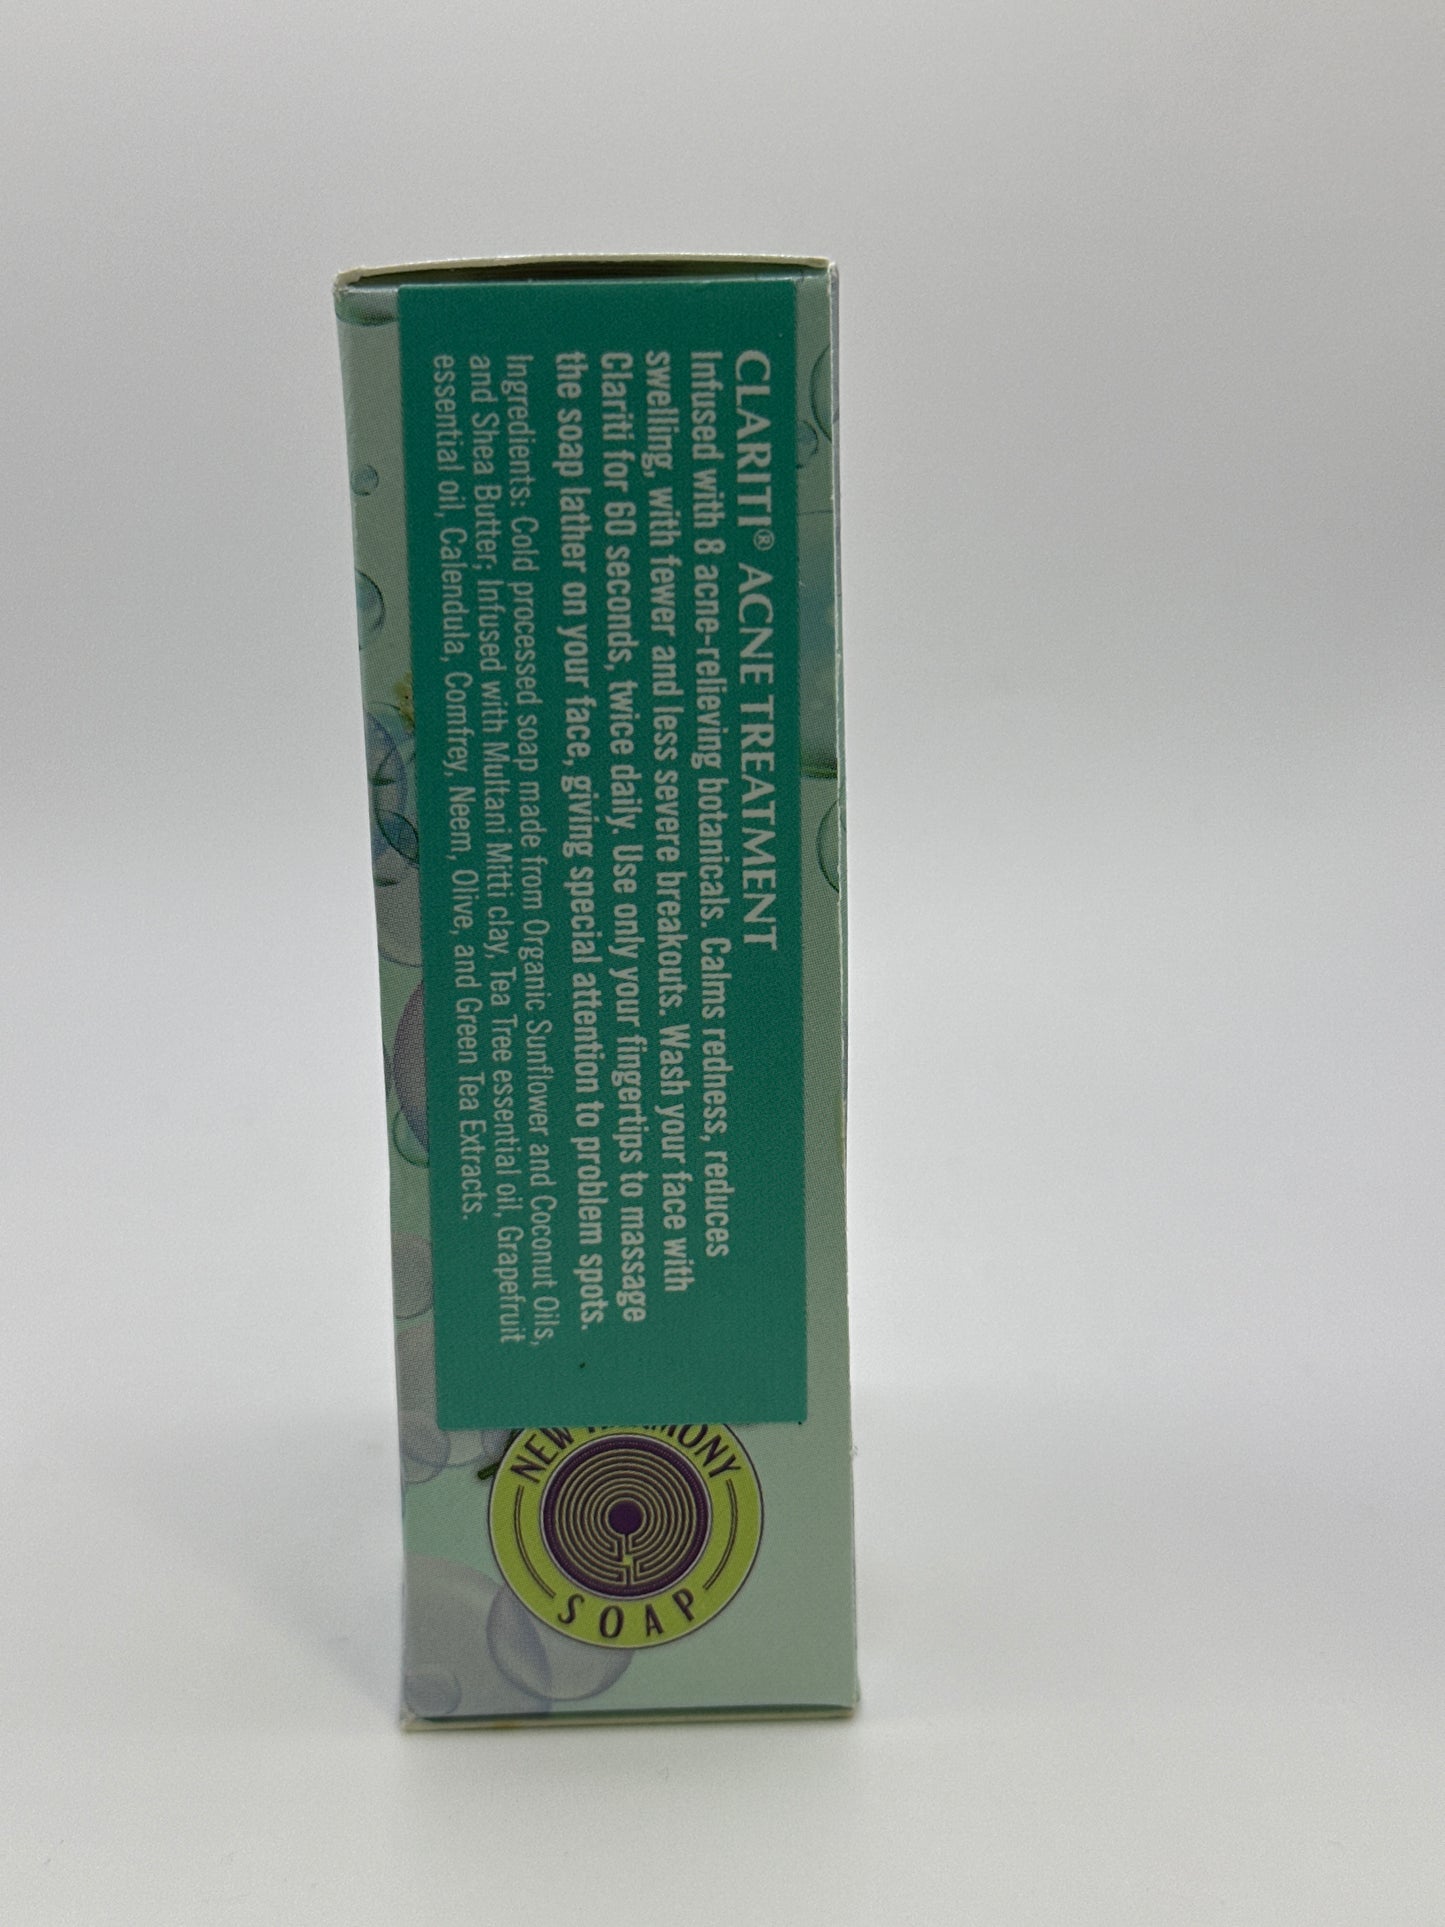 CLARITI® ACNE TREATMENT
Infused with 8 acne-relieving botanicals. Calms redness, reduces
swelling, with fewer and less severe breakouts. Wash your face with
Clariti for 60 seconds, twice daily. Use only your fingertips to massage
the soap lather on your face, giving special attention to problem spots.
Ingredients: Cold processed soap made from Organic Sunflower and Coconut Oils,
and Shea Butter; Infused with Multani Mitti clay, Tea Tree essential oil, Grapefruit
essential oil, Calendula, Comfrey, Neem, Olive, and Green Tea Extracts.
NEW HARMONY
SOAP